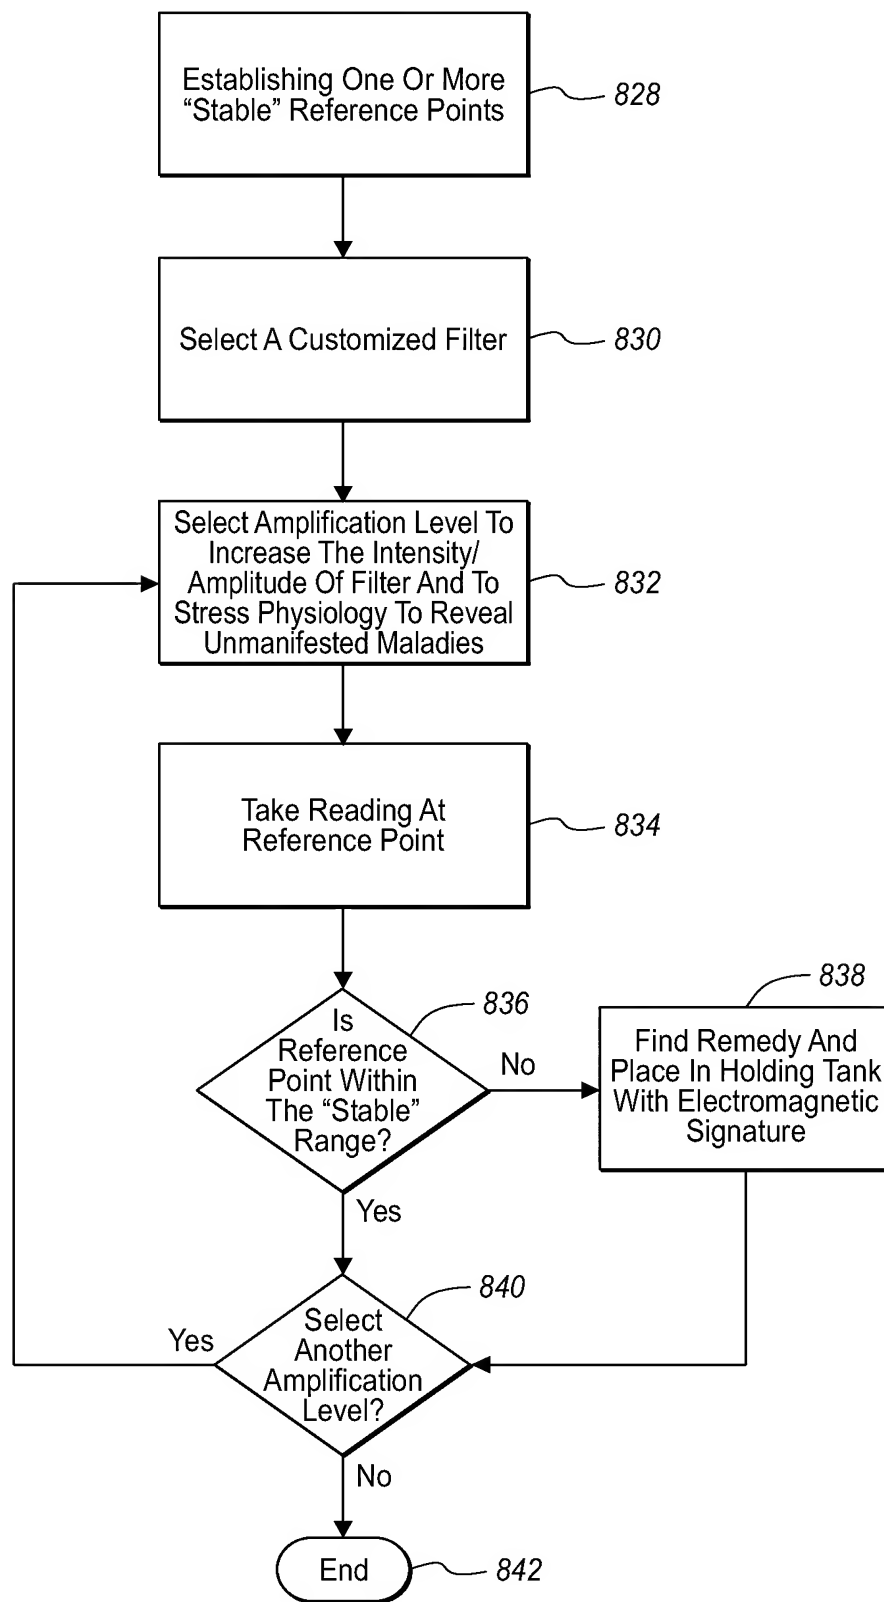 Establishing One Or More
“Stable” Reference Points
828
Select A Customized Filter
830
Select Amplification Level To
Increase The Intensity/
Amplitude Of Filter And To
Stress Physiology To Reveal
Unmanifested Maladies
832
Take Reading At
Reference Point
834
Is
Reference
Point Within
The “Stable”
Range?
836
No
838
Find Remedy And
Place In Holding Tank
With Electromagnetic
Signature
Yes
840
Select
Another
Amplification
Level?
Yes
No
End
842